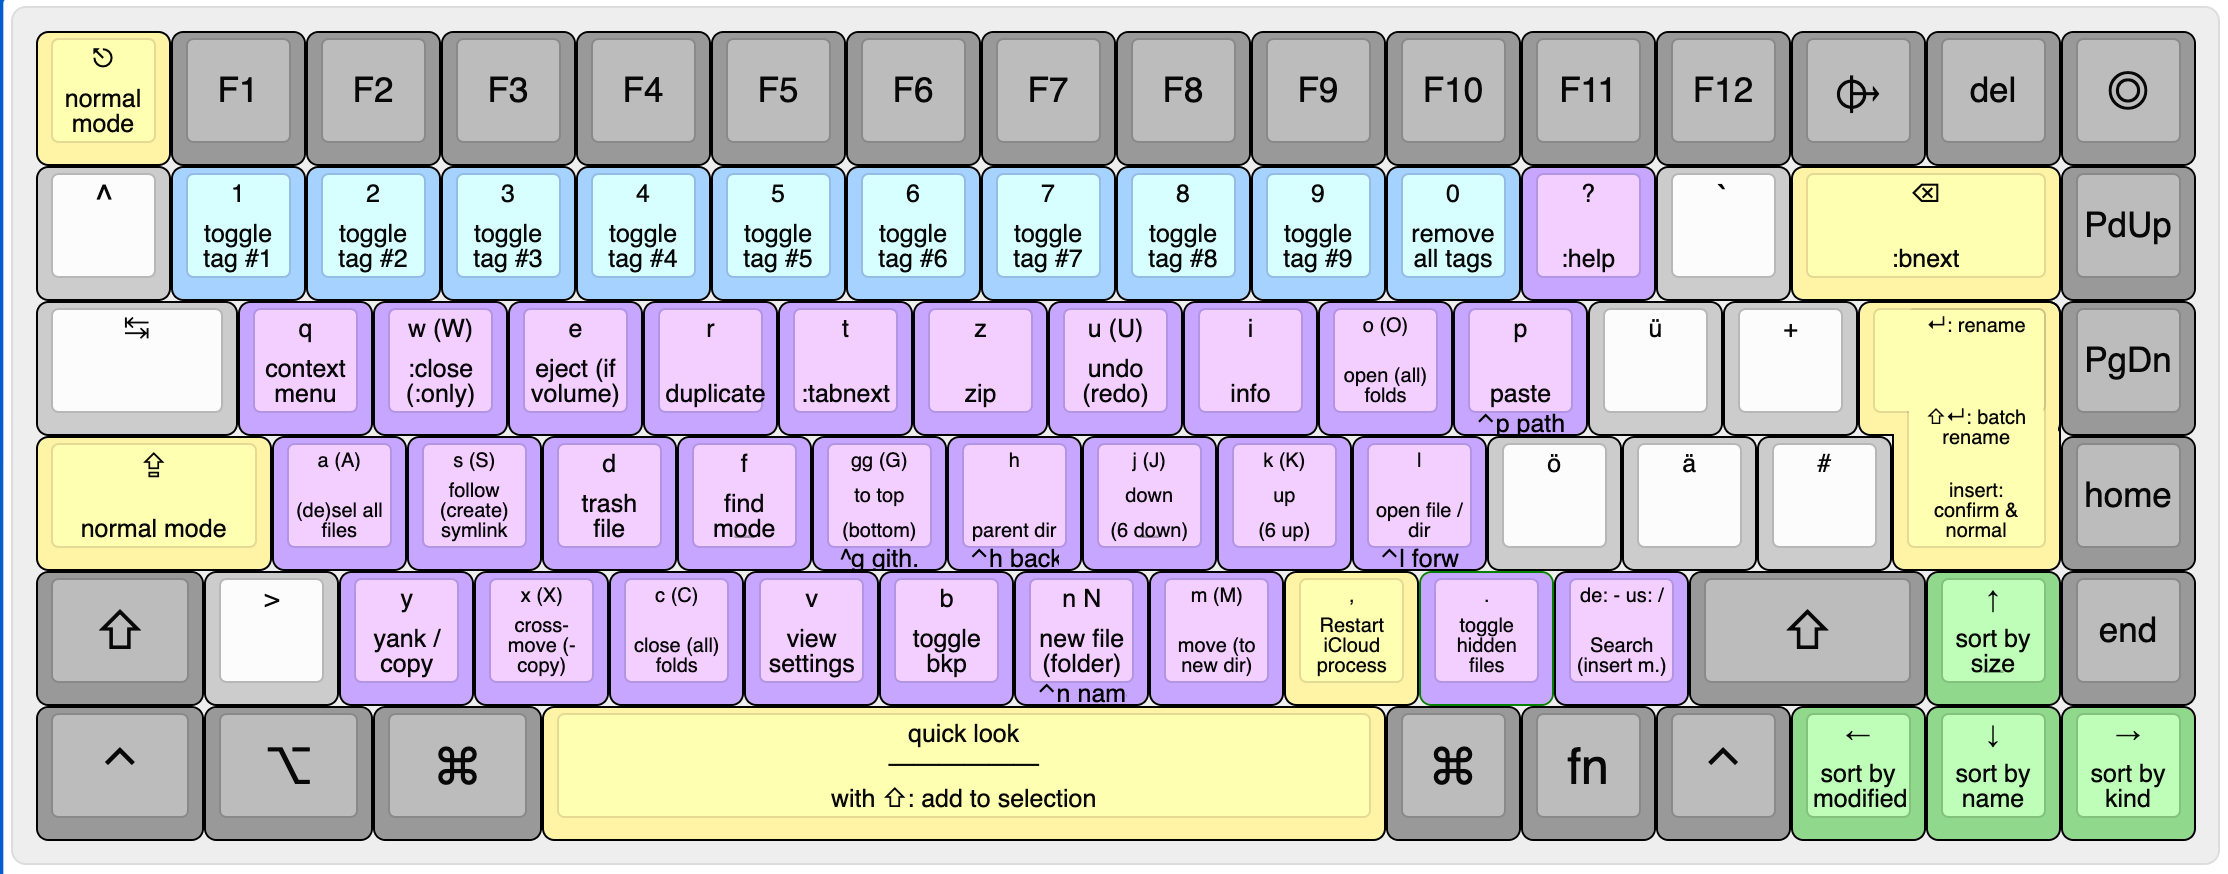 ⎋
normal
mode
F1
F2
F3
F4
F5
F6
F7
F8
F9
F10
F11
F12
del
^
1
toggle
tag #1
2
toggle
tag #2
3
toggle
tag #3
4
toggle
tag #4
5
toggle
tag #5
6
toggle
tag #6
7
toggle
tag #7
8
toggle
tag #8
9
toggle
tag #9
0
remove
all tags
?
:help
`
⌫
:bnext
PdUp
↹
q
context
menu
w (W)
:close
(:only)
e
eject (if
volume)
r
duplicate
t
:tabnext
z
zip
u (U)
undo
(redo)
i
info
o (O)
open (all)
folds
p
paste
^p path
ü
+
↵: rename
⇧↵: batch
rename
insert:
confirm &
normal
PgDn
⇪
normal mode
a (A)
(de)sel all
files
s (S)
follow
(create)
symlink
d
trash
file
f
find
mode
gg (G)
to top
(bottom)
^g gith.
h
parent dir
^h back
j (J)
down
(6 down)
k (K)
up
(6 up)
l
open file /
dir
^l forw
ö
ä
#
home
⇧
>
y
yank /
copy
x (X)
cross-
move (-
copy)
c (C)
close (all)
folds
v
view
settings
b
toggle
bkp
n N
new file
(folder)
^n nam
m (M)
move (to
new dir)
,
Restart
iCloud
process
.
toggle
hidden
files
de: - us: /
Search
(insert m.)
⇧
↑
sort by
size
end
^
⌥
⌘
quick look
with ⇧: add to selection
⌘
fn
^
←
sort by
modified
↓
sort by
name
→
sort by
kind